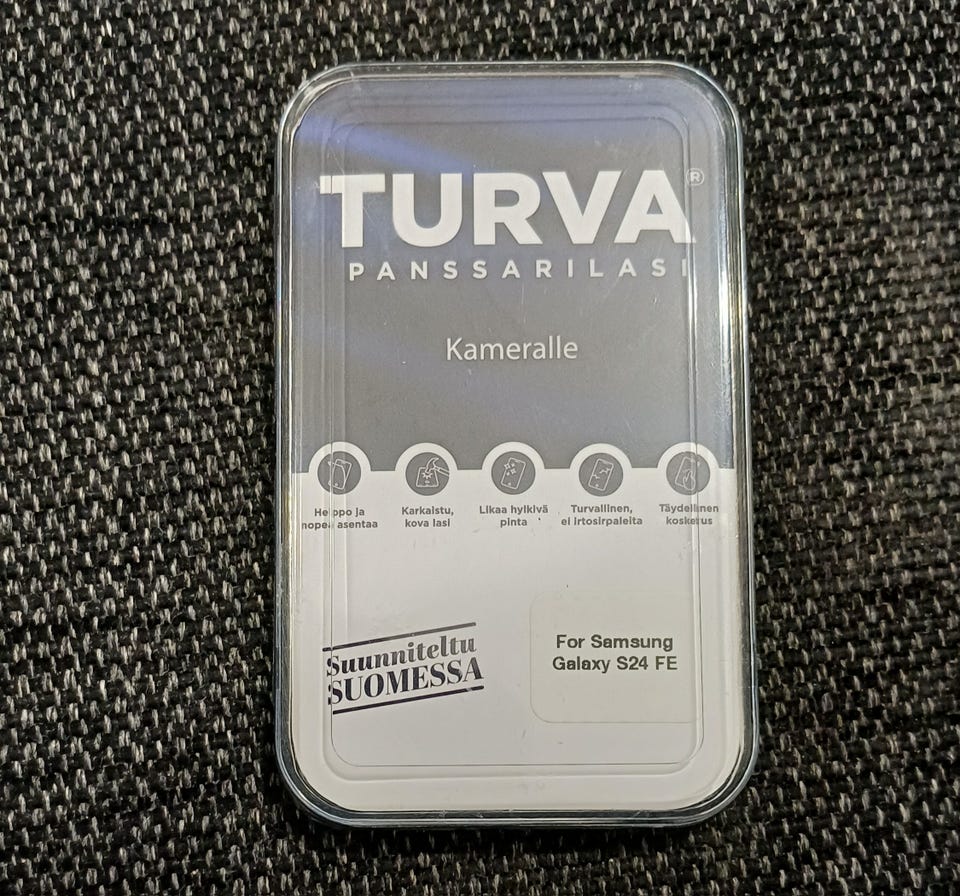 TURVA®
PANSSARILASI
Kameralle
Helppo ja
nopea asentaa
Karkaistu,
kova lasi
Likaa hylkivä
pinta
Turvallinen,
ei irtosirpaleita
Täydellinen
kosketus
Suunniteltu
SUOMESSA
For Samsung
Galaxy S24 FE